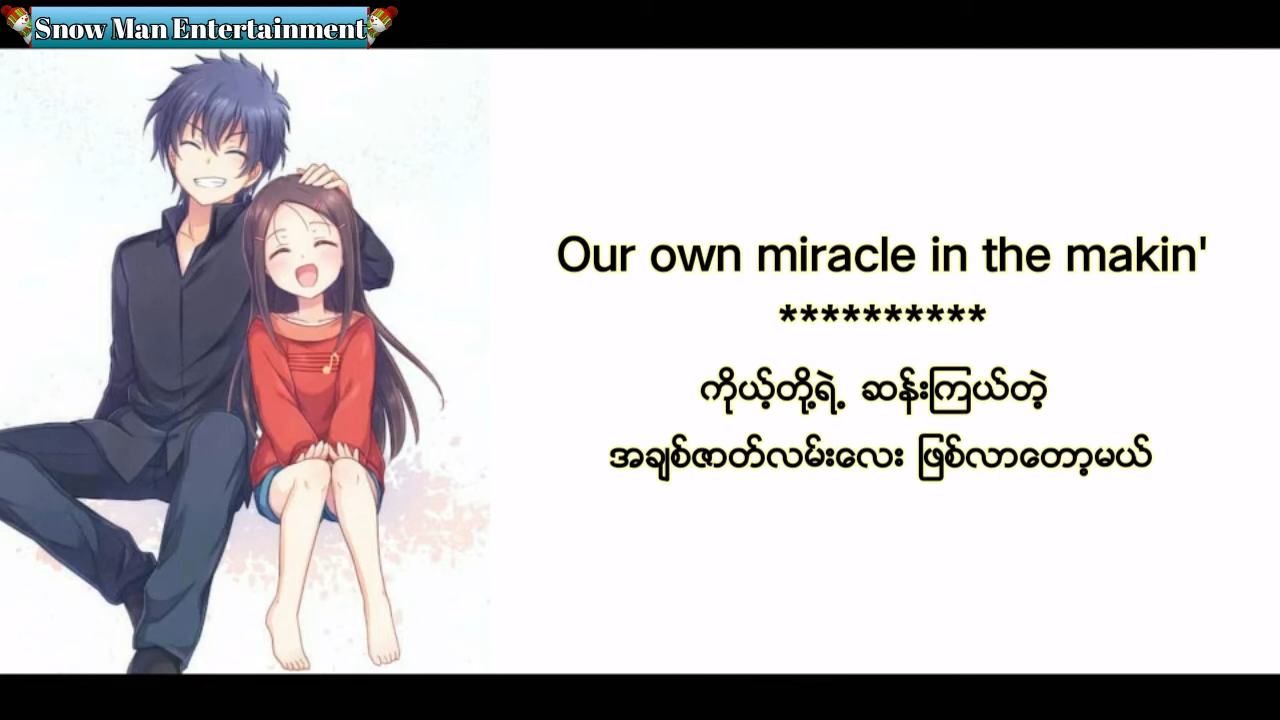 Snow Man Entertainment
Our own miracle in the makin'
**********
ကိုယ့်တို့ရဲ့ ဆန်းကြယ်တဲ့
အချစ်ဇာတ်လမ်းလေး ဖြစ်လာတော့မယ်